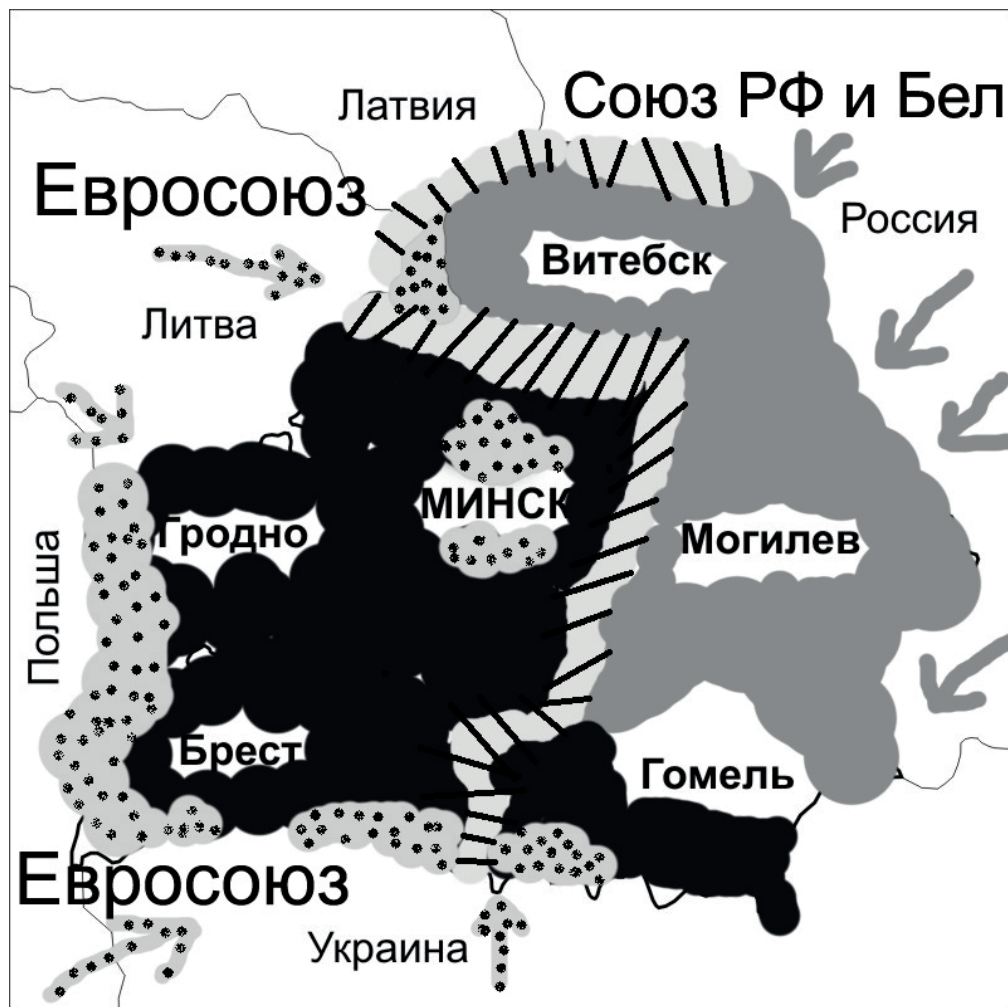 Латвия
Союз РФ и Бел
Евросоюз
Россия
Витебск
Литва
МИНСК
Гродно
Могилев
Польша
Брест
Гомель
Евросоюз
Украина